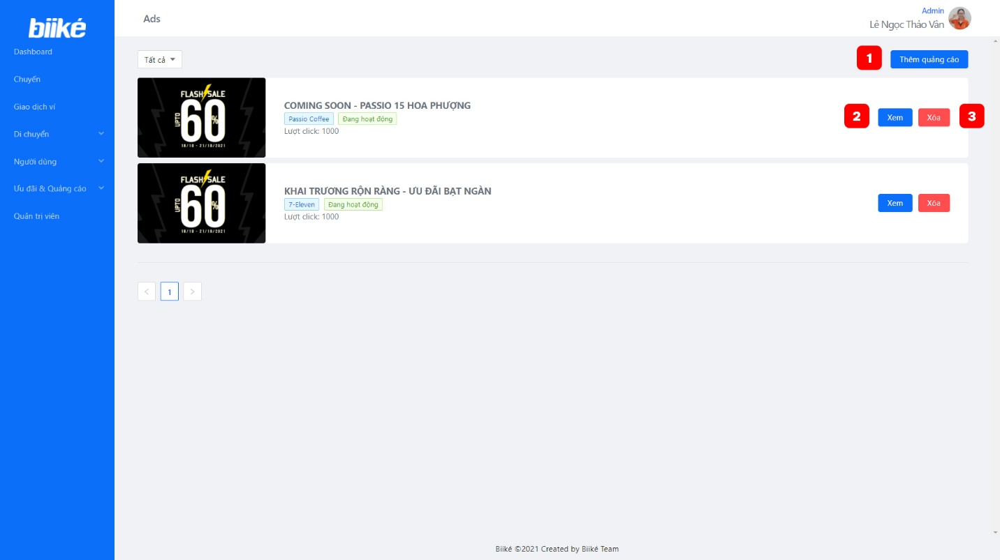 biiké
Dashboard
Chuyến
Giao dịch ví
Di chuyển
Người dùng
Ưu đãi & Quảng cáo
Quản trị viên
Ads
Admin
Lê Ngọc Thảo Vân
Tất cả
1
Thêm quảng cáo
FLASH SALE
UPTO 60%
18/10 - 21/10/2021
COMING SOON - PASSIO 15 HOA PHƯỢNG
Passio Coffee Đang hoạt động
Lượt click: 1000
2 Xem Xóa 3
FLASH SALE
UPTO 60%
18/10 - 21/10/2021
KHAI TRƯƠNG RỘN RÀNG - ƯU ĐÃI BẠT NGÀN
7-Eleven Đang hoạt động
Lượt click: 1000
Xem Xóa
< 1 >
Biiké ©2021 Created by Biiké Team